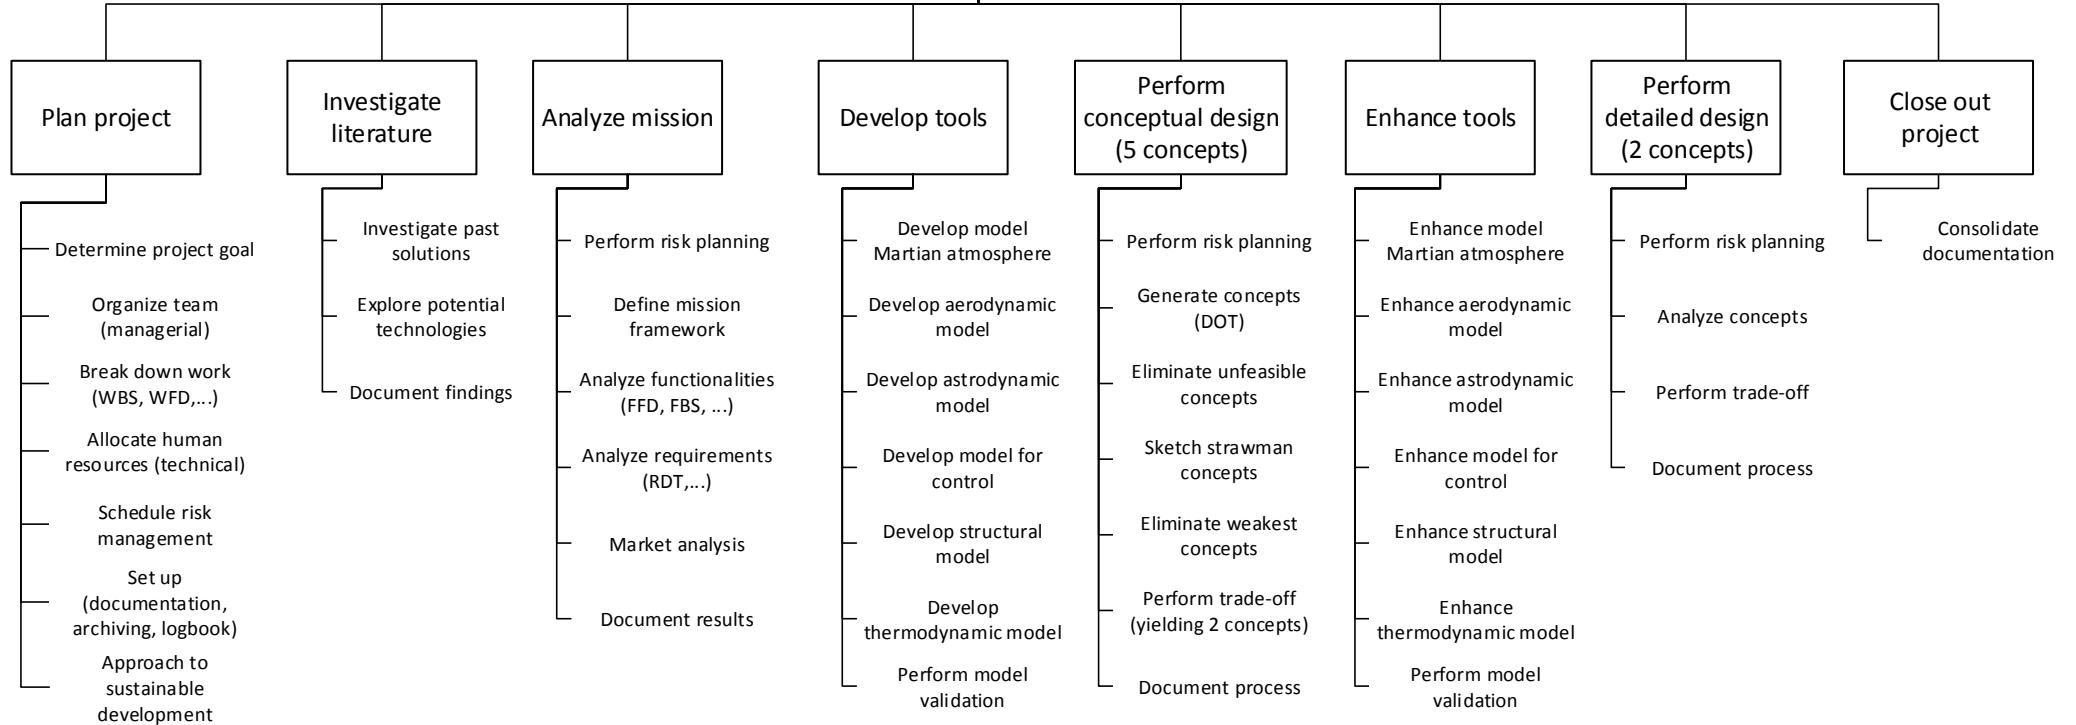 Plan project
Determine project goal
Organize team
(managerial)
Break down work
(WBS, WFD,...)
Allocate human
resources (technical)
Schedule risk
management
Set up
(documentation,
archiving, logbook)
Approach to
sustainable
development
Investigate
literature
Investigate past
solutions
Explore potential
technologies
Document findings
Analyze mission
Perform risk planning
Define mission
framework
Analyze functionalities
(FFD, FBS, ...)
Analyze requirements
(RDT,...)
Market analysis
Document results
Develop tools
Develop model
Martian atmosphere
Develop aerodynamic
model
Develop astrodynamic
model
Develop model for
control
Develop structural
model
Develop
thermodynamic model
Perform model
validation
Perform
conceptual design
(5 concepts)
Perform risk planning
Generate concepts
(DOT)
Eliminate unfeasible
concepts
Sketch strawman
concepts
Eliminate weakest
concepts
Perform trade-off
(yielding 2 concepts)
Document process
Enhance tools
Enhance model
Martian atmosphere
Enhance aerodynamic
model
Enhance astrodynamic
model
Enhance model for
control
Enhance structural
model
Enhance
thermodynamic model
Perform model
validation
Perform
detailed design
(2 concepts)
Perform risk planning
Analyze concepts
Perform trade-off
Document process
Close out
project
Consolidate
documentation